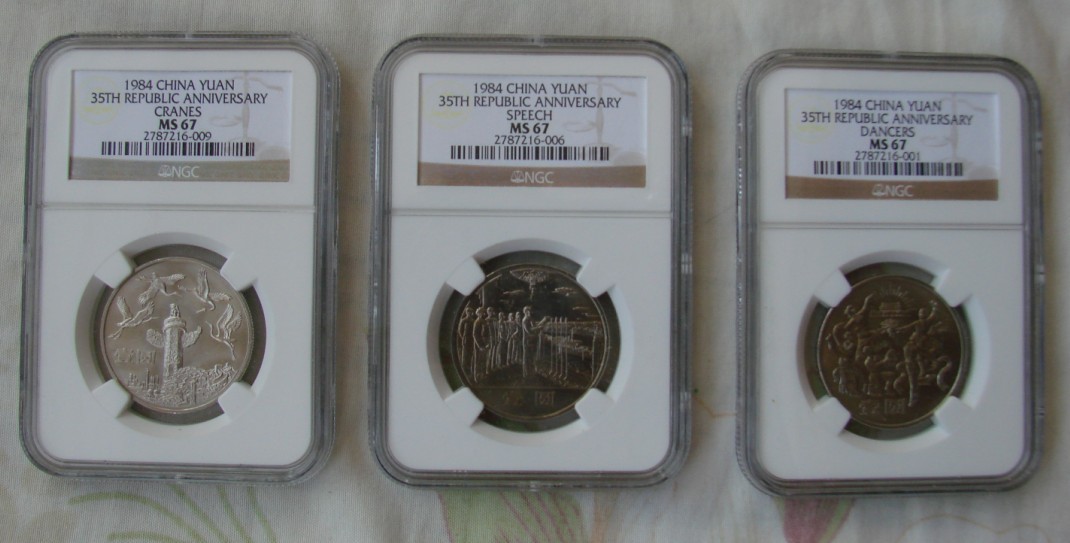 1984 CHINA YUAN
35TH REPUBLIC ANNIVERSARY
CRANES
MS 67
2787216-009
NGC
1984 CHINA YUAN
35TH REPUBLIC ANNIVERSARY
SPEECH
MS 67
2787216-006
NGC
1984 CHINA YUAN
35TH REPUBLIC ANNIVERSARY
DANCERS
MS 67
2787216-001
NGC